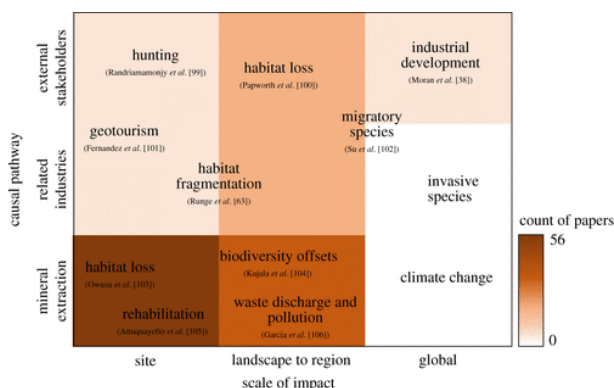 external
stakeholders
related
industries
mineral
extraction
causal pathway
hunting
(Randriamamonjy et al. [99])
habitat loss
(Papworth et al. [100])
industrial
development
(Moran et al. [38])
geotourism
(Fernandez et al. [101])
migratory
species
(Su et al. [102])
habitat
fragmentation
(Runge et al. [63])
invasive
species
habitat loss
(Owusu et al. [103])
biodiversity offsets
(Kujala et al. [104])
climate change
rehabilitation
(Attuquayefio et al. [105])
waste discharge and
pollution
(Garcia et al. [106])
site
landscape to region
global
scale of impact
count of papers
56
0